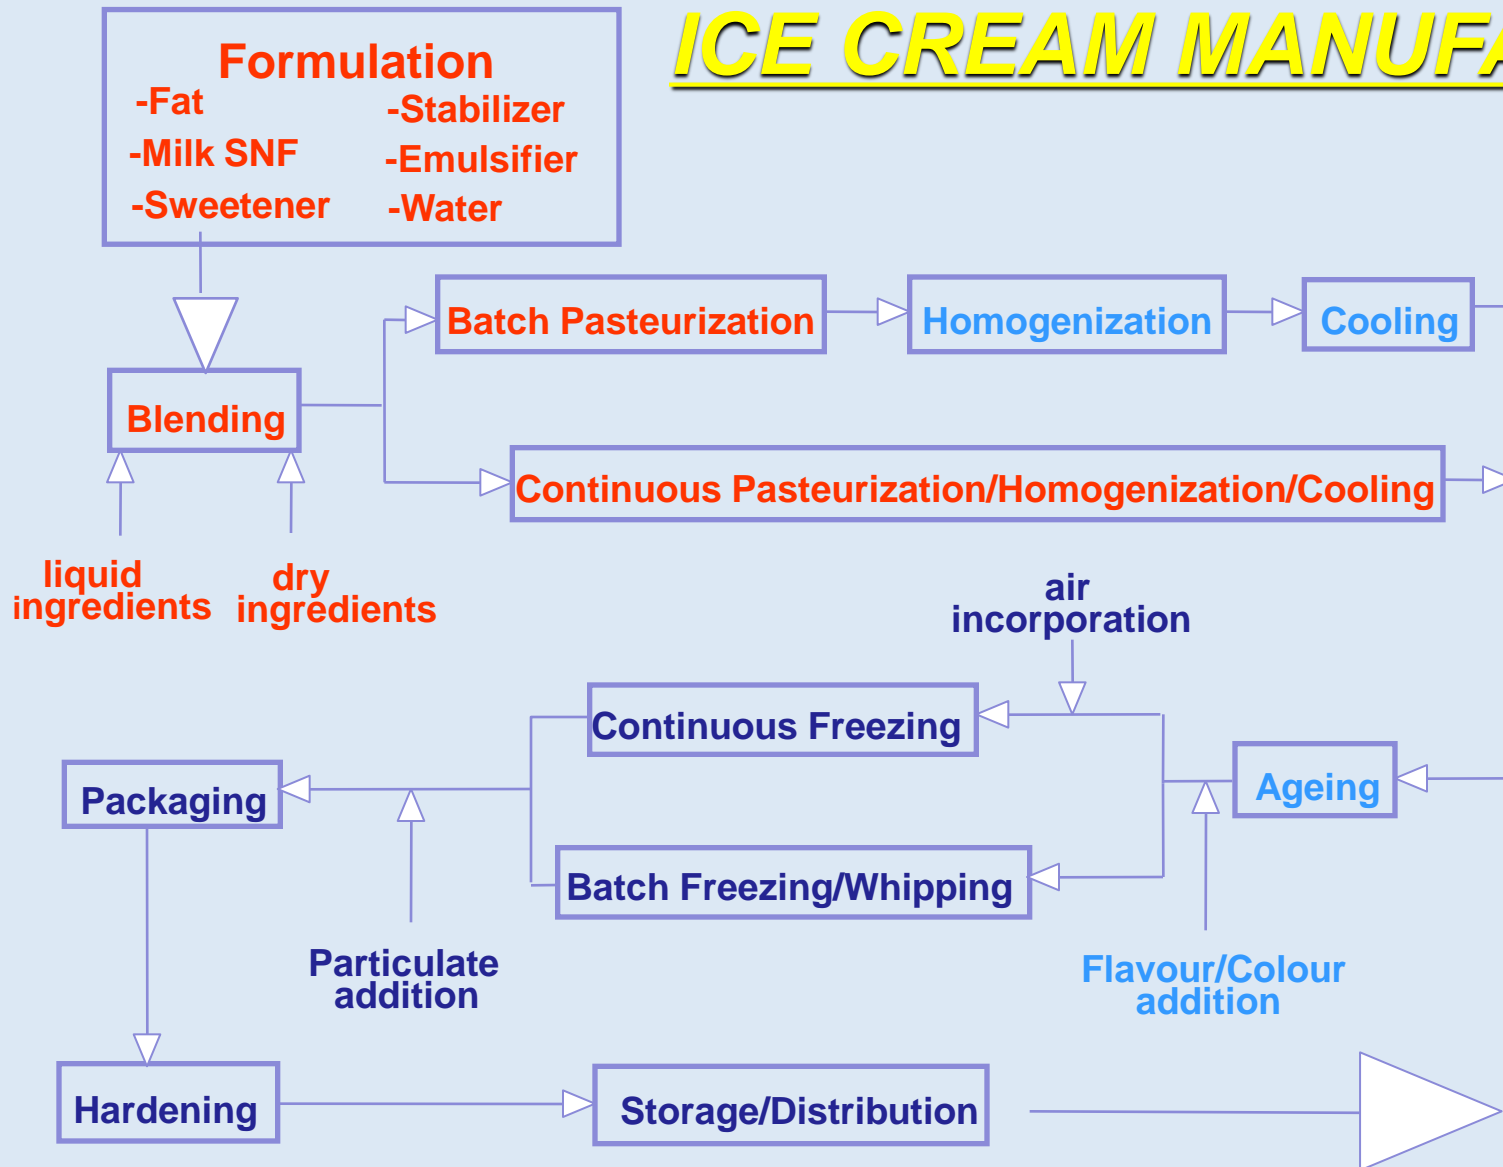 ICE CREAM MANUFA
Formulation
-Fat
-Milk SNF
-Sweetener
-Stabilizer
-Emulsifier
-Water
Batch Pasteurization
Homogenization
Cooling
Blending
Continuous Pasteurization/Homogenization/Cooling
liquid
ingredients
dry
ingredients
air
incorporation
Continuous Freezing
Ageing
Packaging
Batch Freezing/Whipping
Particulate
addition
Flavour/Colour
addition
Hardening
Storage/Distribution